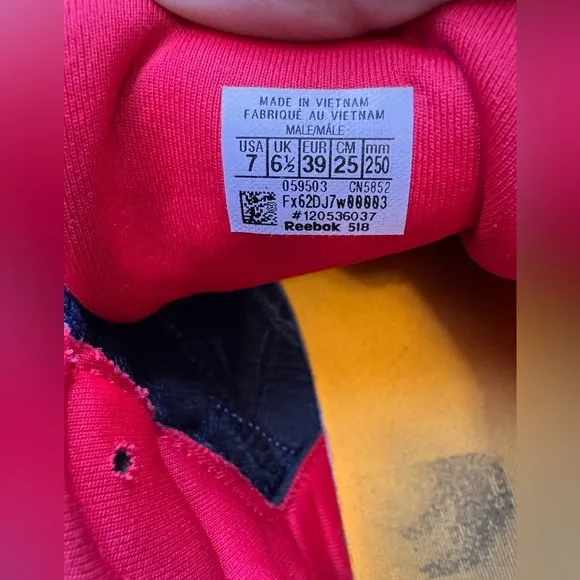 MADE IN VIETNAM
FABRIQUÉ AU VIETNAM
MALE/MÂLE
USA UK EUR CM mm
7 6½ 39 25 250
059503 CN5852
Fx62DJ7w00003
#120536037
Reebok 518